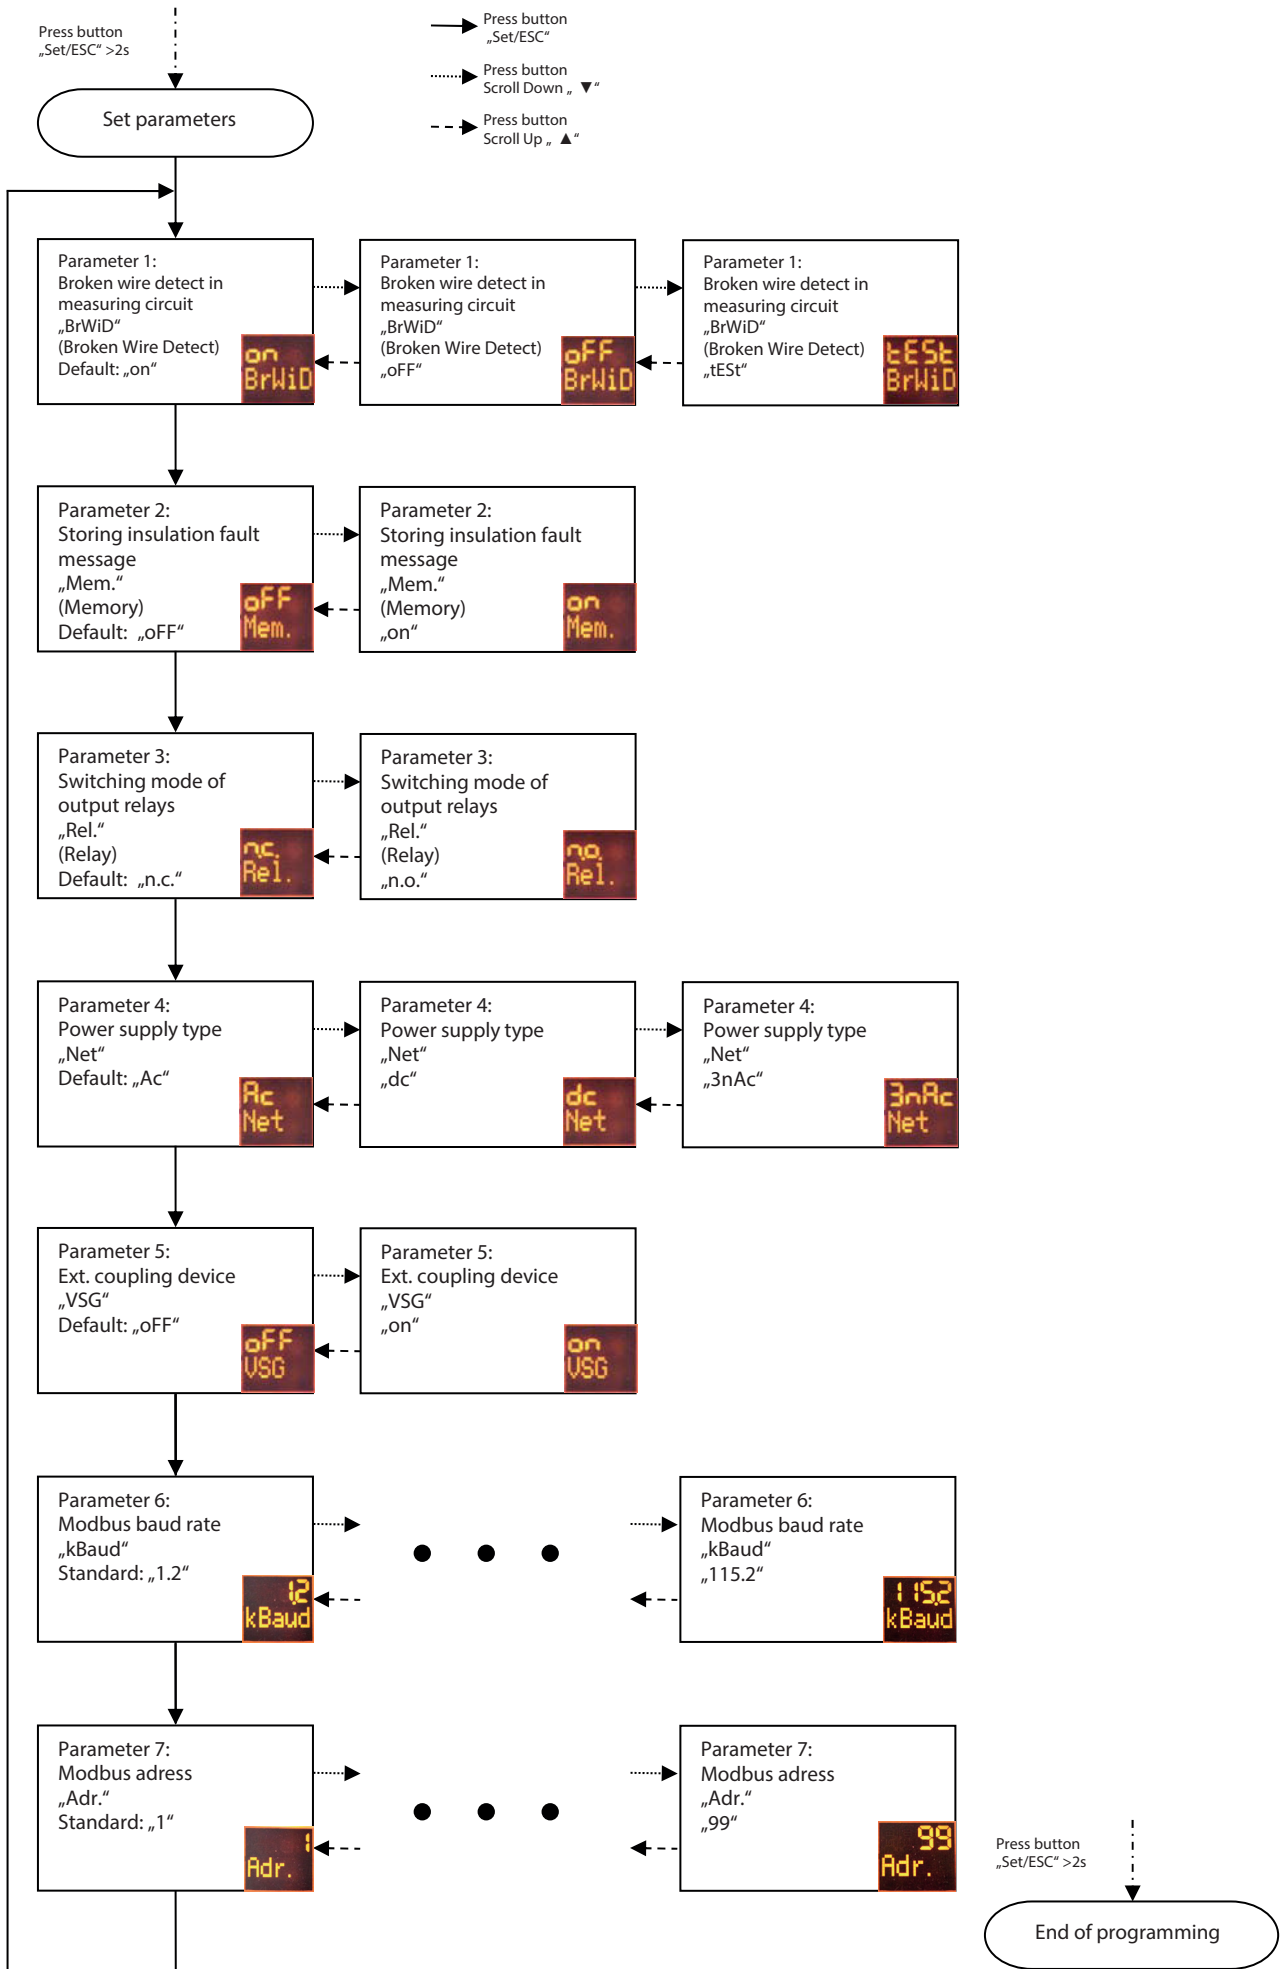 Press button
„Set/ESC“ >2s
Press button
„Set/ESC“
Press button
Scroll Down „ ▼“
Press button
Scroll Up „ ▲“
Set parameters
Parameter 1:
Broken wire detect in
measuring circuit
„BrWiD“
(Broken Wire Detect)
Default: „on“
on
BrWiD
Parameter 1:
Broken wire detect in
measuring circuit
„BrWiD“
(Broken Wire Detect)
„oFF“
oFF
BrWiD
Parameter 1:
Broken wire detect in
measuring circuit
„BrWiD“
(Broken Wire Detect)
„tESt“
tESt
BrWiD
Parameter 2:
Storing insulation fault
message
„Mem.“
(Memory)
Default: „oFF“
oFF
Mem.
Parameter 2:
Storing insulation fault
message
„Mem.“
(Memory)
„on“
on
Mem.
Parameter 3:
Switching mode of
output relays
„Rel.“
(Relay)
Default: „n.c.“
n.c.
Rel.
Parameter 3:
Switching mode of
output relays
„Rel.“
(Relay)
„n.o.“
n.o.
Rel.
Parameter 4:
Power supply type
„Net“
Default: „Ac“
Ac
Net
Parameter 4:
Power supply type
„Net“
„dc“
dc
Net
Parameter 4:
Power supply type
„Net“
„3nAc“
3nAc
Net
Parameter 5:
Ext. coupling device
„VSG“
Default: „oFF“
oFF
VSG
Parameter 5:
Ext. coupling device
„VSG“
„on“
on
VSG
Parameter 6:
Modbus baud rate
„kBaud“
Standard: „1.2“
1.2
kBaud
Parameter 6:
Modbus baud rate
„kBaud“
„115.2“
115.2
kBaud
Parameter 7:
Modbus adress
„Adr.“
Standard: „1“
1
Adr.
Parameter 7:
Modbus adress
„Adr.“
„99“
99
Adr.
Press button
„Set/ESC“ >2s
End of programming